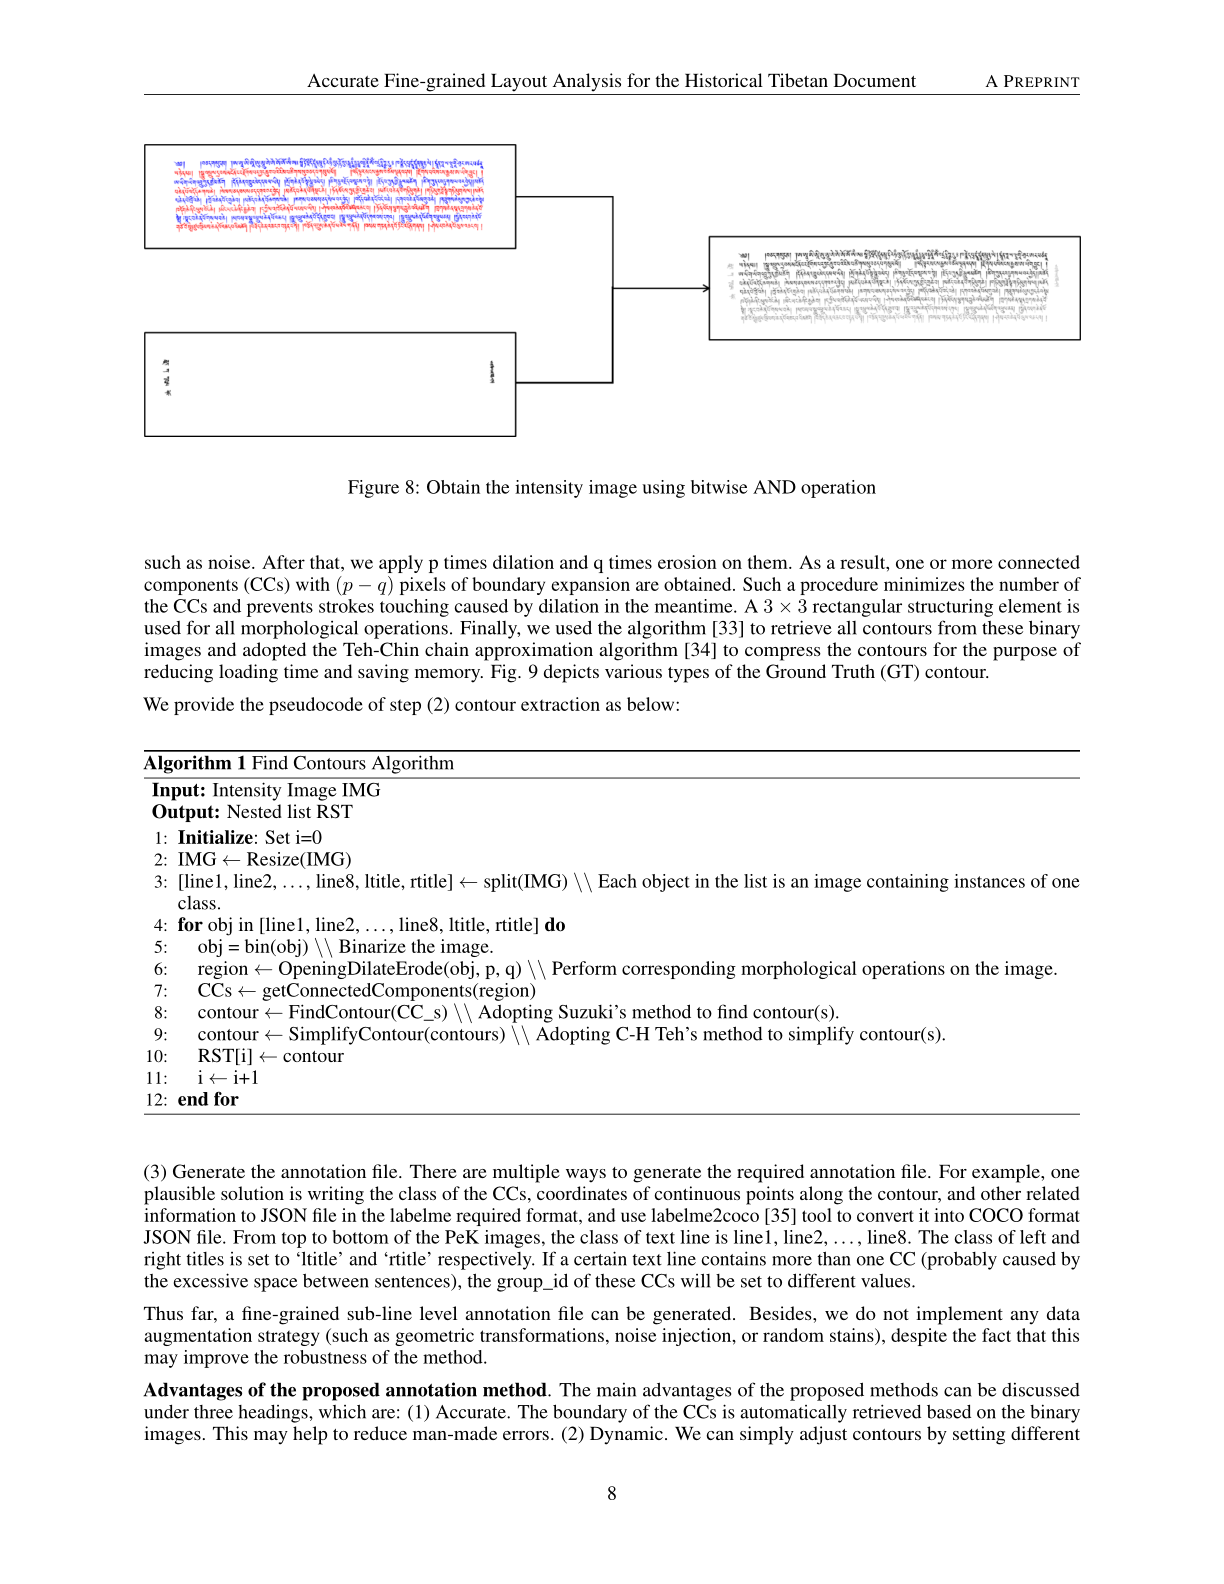 Accurate Fine-grained Layout Analysis for the Historical Tibetan Document A PREPRINT
Figure 8: Obtain the intensity image using bitwise AND operation
such as noise. After that, we apply p times dilation and q times erosion on them. As a result, one or more connected
components (CCs) with (p − q) pixels of boundary expansion are obtained. Such a procedure minimizes the number of
the CCs and prevents strokes touching caused by dilation in the meantime. A 3 × 3 rectangular structuring element is
used for all morphological operations. Finally, we used the algorithm [33] to retrieve all contours from these binary
images and adopted the Teh-Chin chain approximation algorithm [34] to compress the contours for the purpose of
reducing loading time and saving memory. Fig. 9 depicts various types of the Ground Truth (GT) contour.
We provide the pseudocode of step (2) contour extraction as below:
Algorithm 1 Find Contours Algorithm
Input: Intensity Image IMG
Output: Nested list RST
1: Initialize: Set i=0
2: IMG ← Resize(IMG)
3: [line1, line2, . . . , line8, ltitle, rtitle] ← split(IMG) \\ Each object in the list is an image containing instances of one
class.
4: for obj in [line1, line2, . . . , line8, ltitle, rtitle] do
5: obj = bin(obj) \\ Binarize the image.
6: region ← OpeningDilateErode(obj, p, q) \\ Perform corresponding morphological operations on the image.
7: CCs ← getConnectedComponents(region)
8: contour ← FindContour(CC_s) \\ Adopting Suzuki's method to find contour(s).
9: contour ← SimplifyContour(contours) \\ Adopting C-H Teh's method to simplify contour(s).
10: RST[i] ← contour
11: i ← i+1
12: end for
(3) Generate the annotation file. There are multiple ways to generate the required annotation file. For example, one
plausible solution is writing the class of the CCs, coordinates of continuous points along the contour, and other related
information to JSON file in the labelme required format, and use labelme2coco [35] tool to convert it into COCO format
JSON file. From top to bottom of the PeK images, the class of text line is line1, line2, . . . , line8. The class of left and
right titles is set to 'ltitle' and 'rtitle' respectively. If a certain text line contains more than one CC (probably caused by
the excessive space between sentences), the group_id of these CCs will be set to different values.
Thus far, a fine-grained sub-line level annotation file can be generated. Besides, we do not implement any data
augmentation strategy (such as geometric transformations, noise injection, or random stains), despite the fact that this
may improve the robustness of the method.
Advantages of the proposed annotation method. The main advantages of the proposed methods can be discussed
under three headings, which are: (1) Accurate. The boundary of the CCs is automatically retrieved based on the binary
images. This may help to reduce man-made errors. (2) Dynamic. We can simply adjust contours by setting different
8